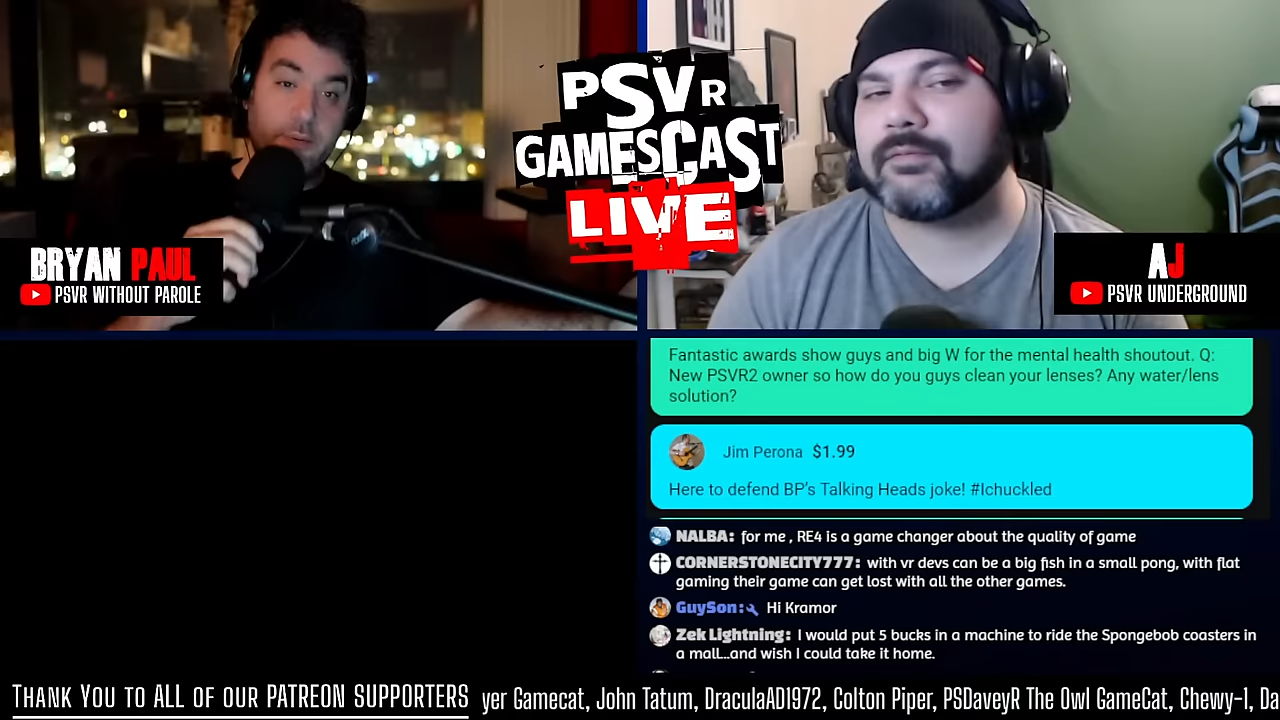 PSVR
GAMESCAST
LIVE
BRYAN PAUL
PSVR WITHOUT PAROLE
AJ
PSVR UNDERGROUND
Fantastic awards show guys and big W for the mental health shoutout. Q:
New PSVR2 owner so how do you guys clean your lenses? Any water/lens
solution?
Jim Perona $1.99
Here to defend BP's Talking Heads joke! #Ichuckled
NALBA: for me , RE4 is a game changer about the quality of game
CORNERSTONECITY777: with vr devs can be a big fish in a small pong, with flat
gaming their game can get lost with all the other games.
GuySon: Hi Kramor
Zek Lightning: I would put 5 bucks in a machine to ride the Spongebob coasters in
a mall...and wish I could take it home.
THANK YOU TO ALL OF OUR PATREON SUPPORTERS yer Gamecat, John Tatum, DraculaAD1972, Colton Piper, PSDaveyR The Owl GameCat, Chewy-1, Da